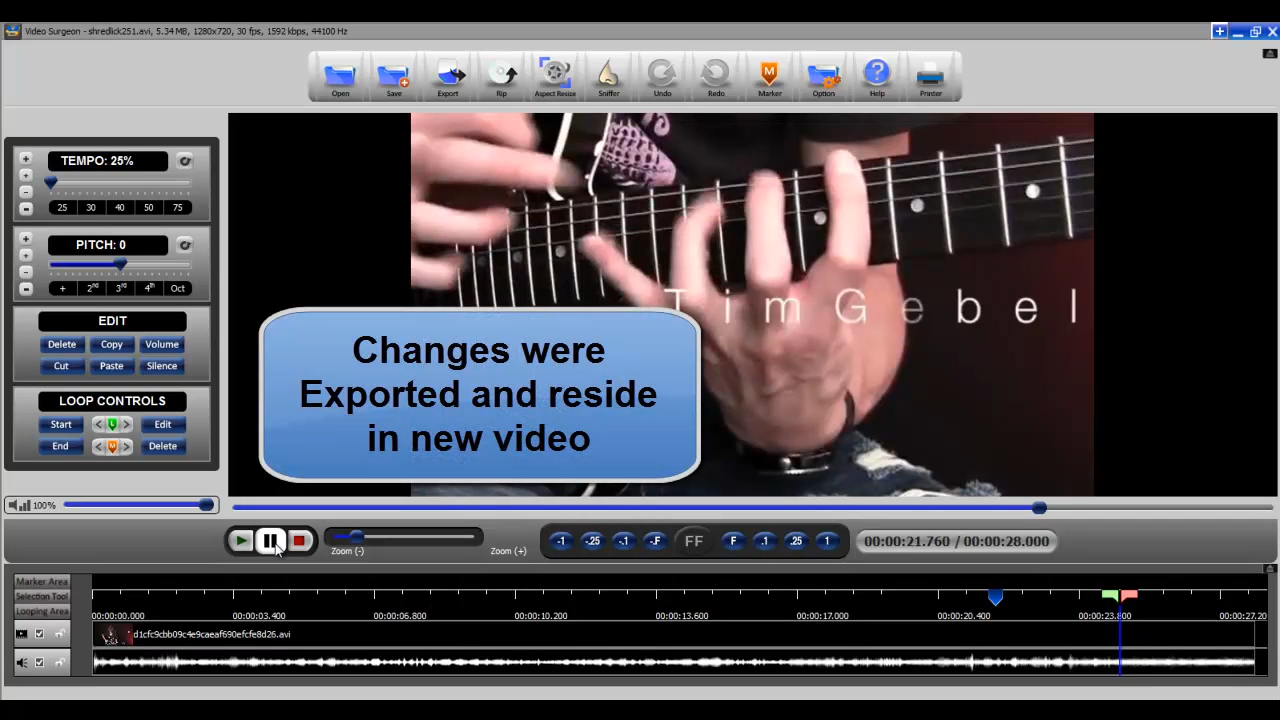 Video Surgeon - shredlick251.avi, 5.34 MB, 1280x720, 30 fps, 1592 kbps, 44100 Hz
Open Save Export Rip Aspect Resize Sniffer Undo Redo Marker Option Help Printer
TEMPO: 25%
25 30 40 50 75
PITCH: 0
+ 2nd 3rd 4th Oct
EDIT
Delete Copy Volume
Cut Paste Silence
LOOP CONTROLS
Start < L > Edit
End < M > Delete
Tim Gebel
Changes were
Exported and reside
in new video
100%
Zoom (-) Zoom (+)
-1 -.25 -.1 -F FF F .1 .25 1
00:00:21.760 / 00:00:28.000
Marker Area
Selection Tool
Looping Area
00:00:00.000 00:00:03.400 00:00:06.800 00:00:10.200 00:00:13.600 00:00:17.000 00:00:20.400 00:00:23.800 00:00:27.20
d1cfc9cbb09c4e9caeaf690efcfe8d26.avi